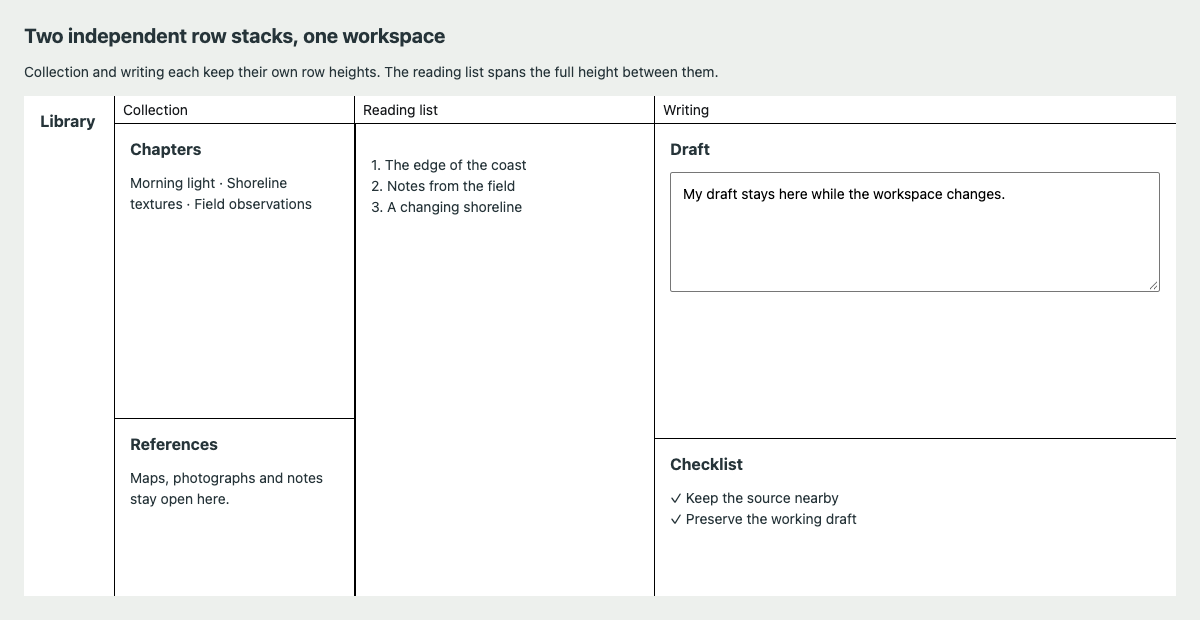 Two independent row stacks, one workspace
Collection and writing each keep their own row heights. The reading list spans the full height between them.
Library
Collection
Chapters
Morning light · Shoreline
textures · Field observations
References
Maps, photographs and notes
stay open here.
Reading list
1. The edge of the coast
2. Notes from the field
3. A changing shoreline
Writing
Draft
My draft stays here while the workspace changes.
Checklist
✓ Keep the source nearby
✓ Preserve the working draft